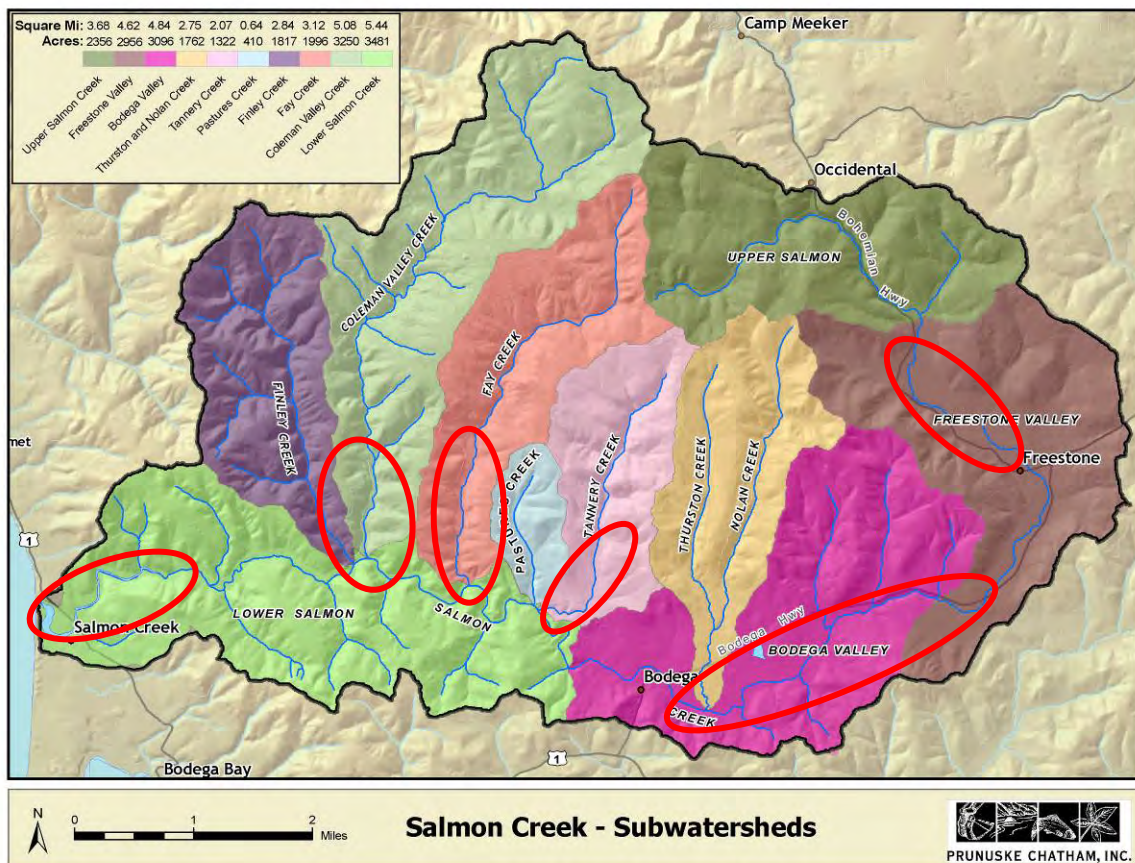 Square Mi: 3.68 4.62 4.84 2.75 2.07 0.64 2.84 3.12 5.08 5.44
Acres: 2356 2956 3096 1762 1322 410 1817 1996 3250 3481
Upper Salmon Creek
Freestone Valley
Bodega Valley
Thurston and Nolan Creek
Tannery Creek
Pastures Creek
Finley Creek
Fay Creek
Coleman Valley Creek
Lower Salmon Creek
Camp Meeker
Occidental
Bohemian Hwy
UPPER SALMON
COLEMAN VALLEY CREEK
FAY CREEK
FINLEY CREEK
FREESTONE VALLEY
Freestone
met
1
PASTURES CREEK
TANNERY CREEK
THURSTON CREEK
NOLAN CREEK
LOWER SALMON
SALMON
Salmon Creek
Bodega Hwy
BODEGA VALLEY
Bodega
CREEK
1
Bodega Bay
N
0 1 2
Miles
Salmon Creek - Subwatersheds
PRUNUSKE CHATHAM, INC.